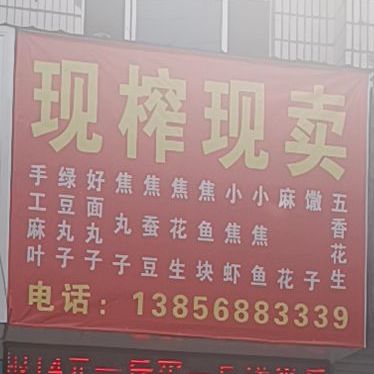 现榨现卖
手工麻叶
绿豆丸子
好面丸子
焦丸子
焦蚕豆
焦花生
焦鱼块
小焦虾
小焦鱼
麻花
馓子
五香花生
电话：13856883339